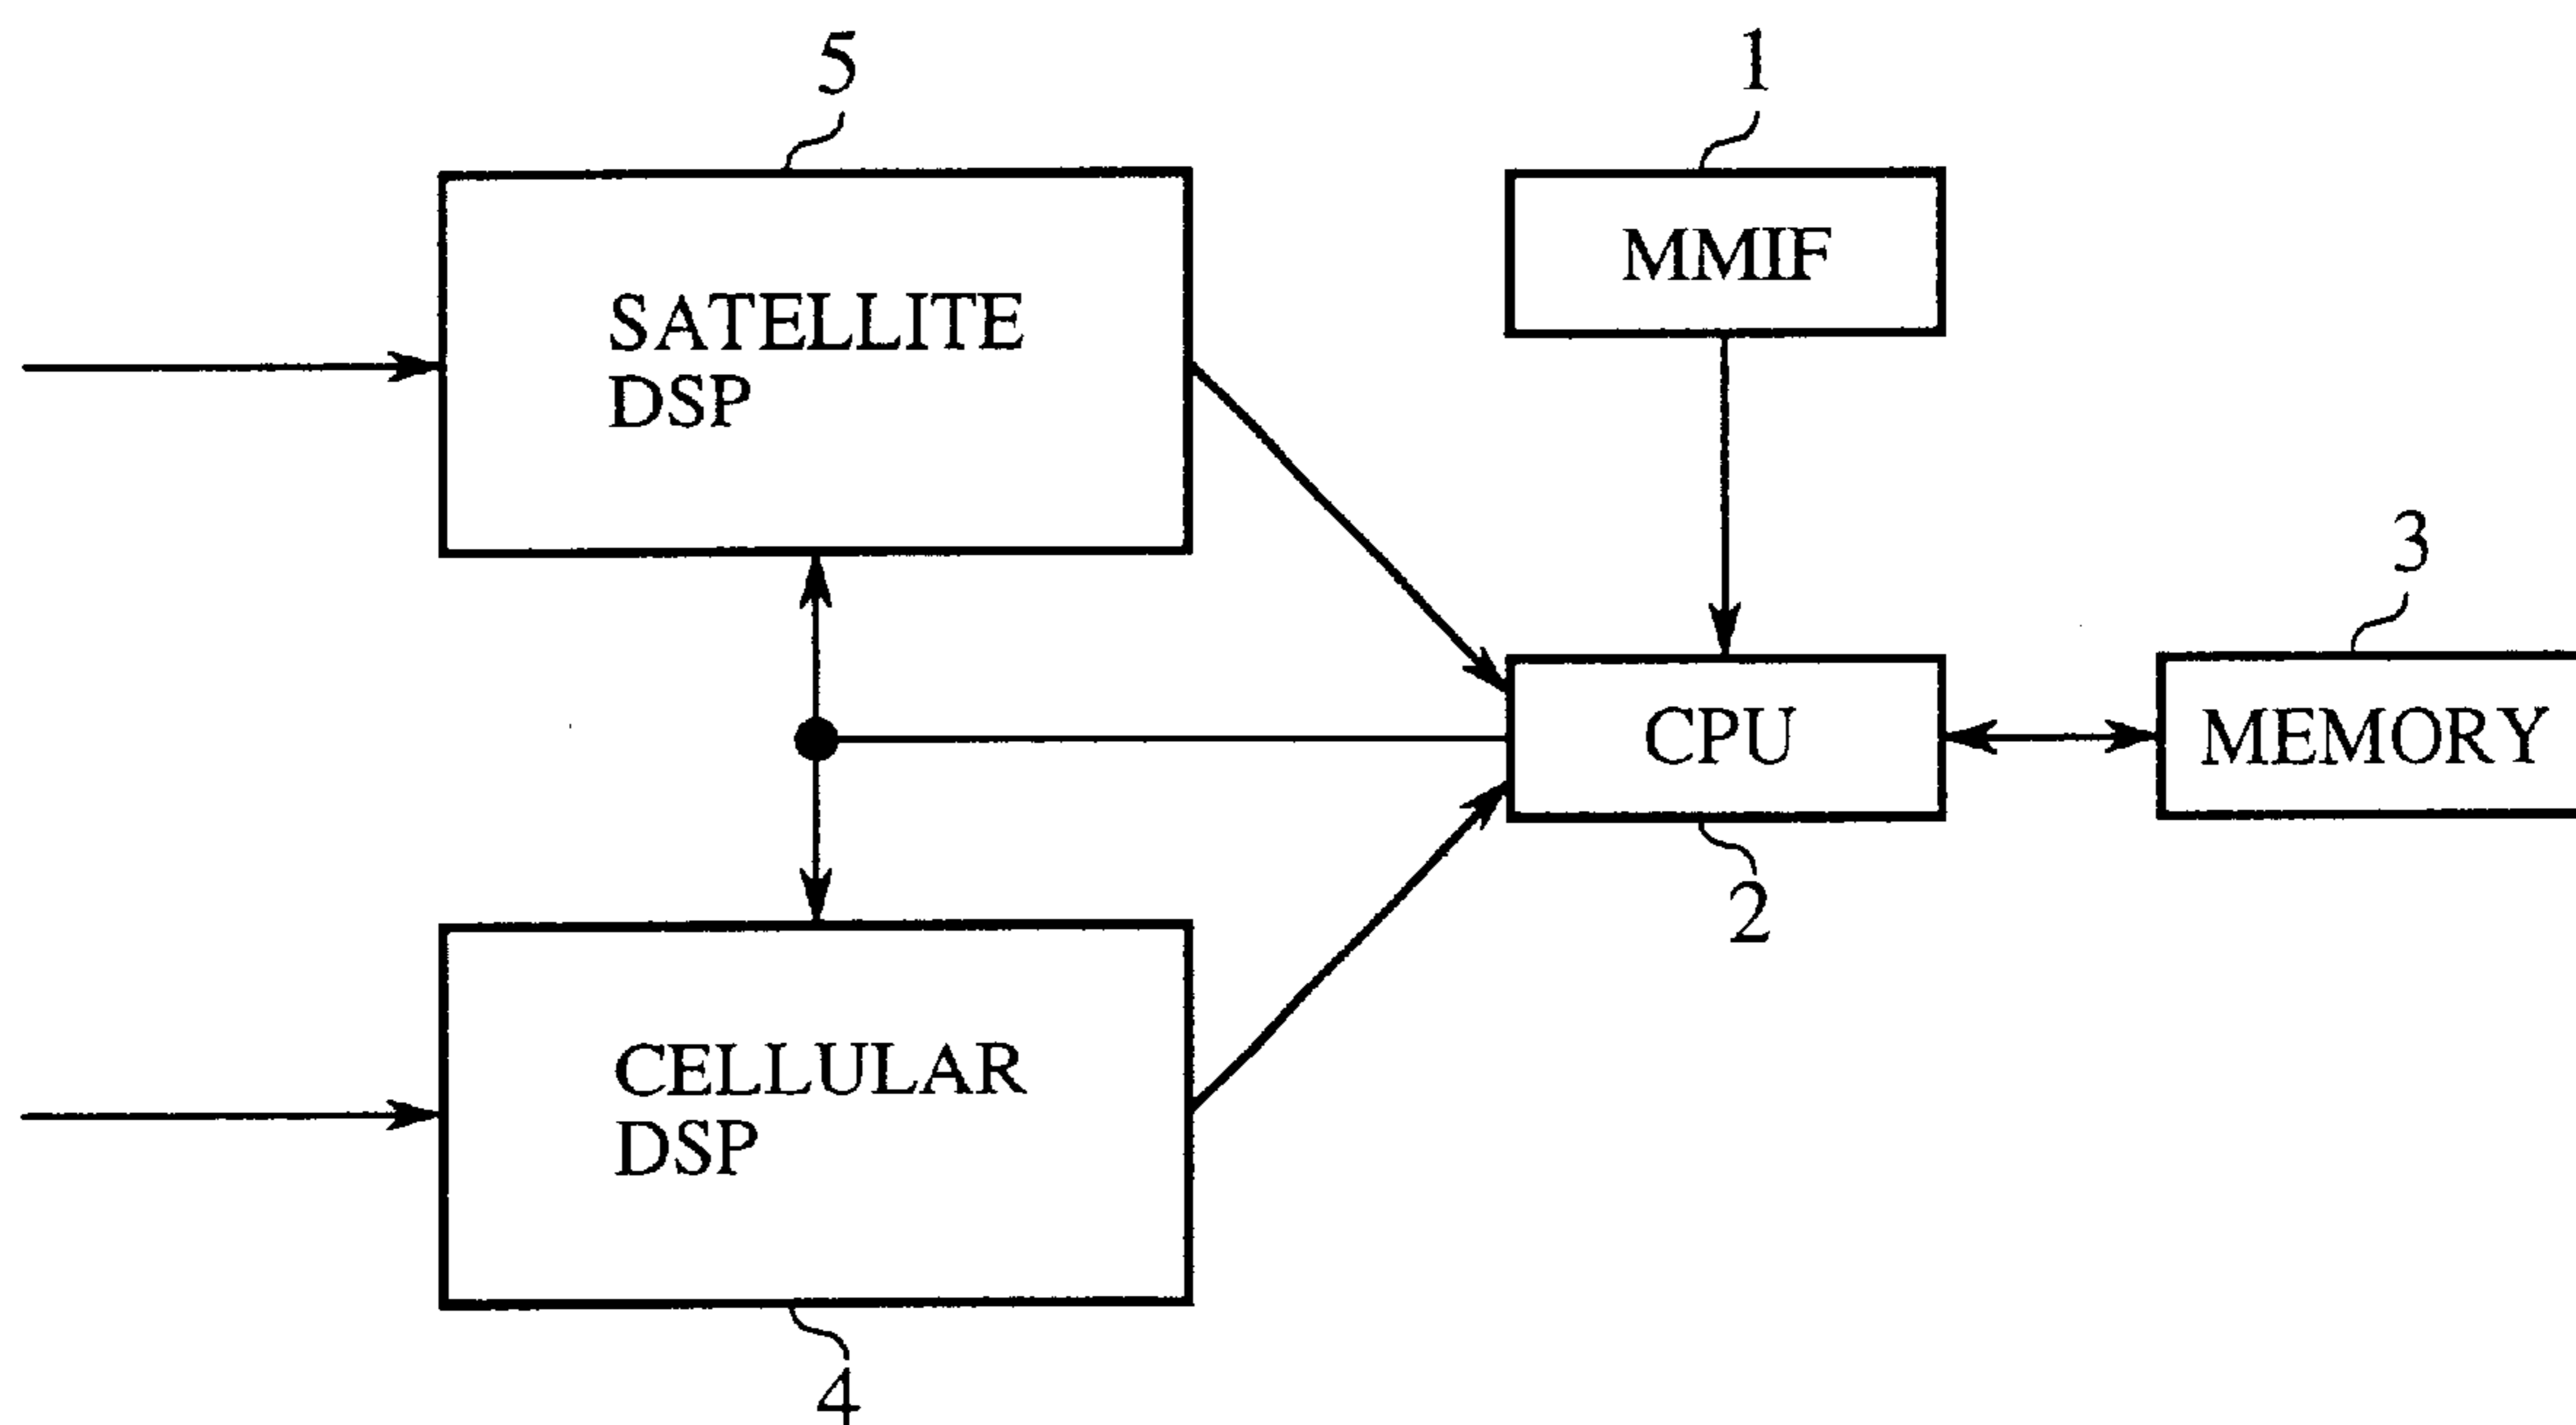 5
1
SATELLITE
DSP
MMIF
3
CPU
MEMORY
2
CELLULAR
DSP
4